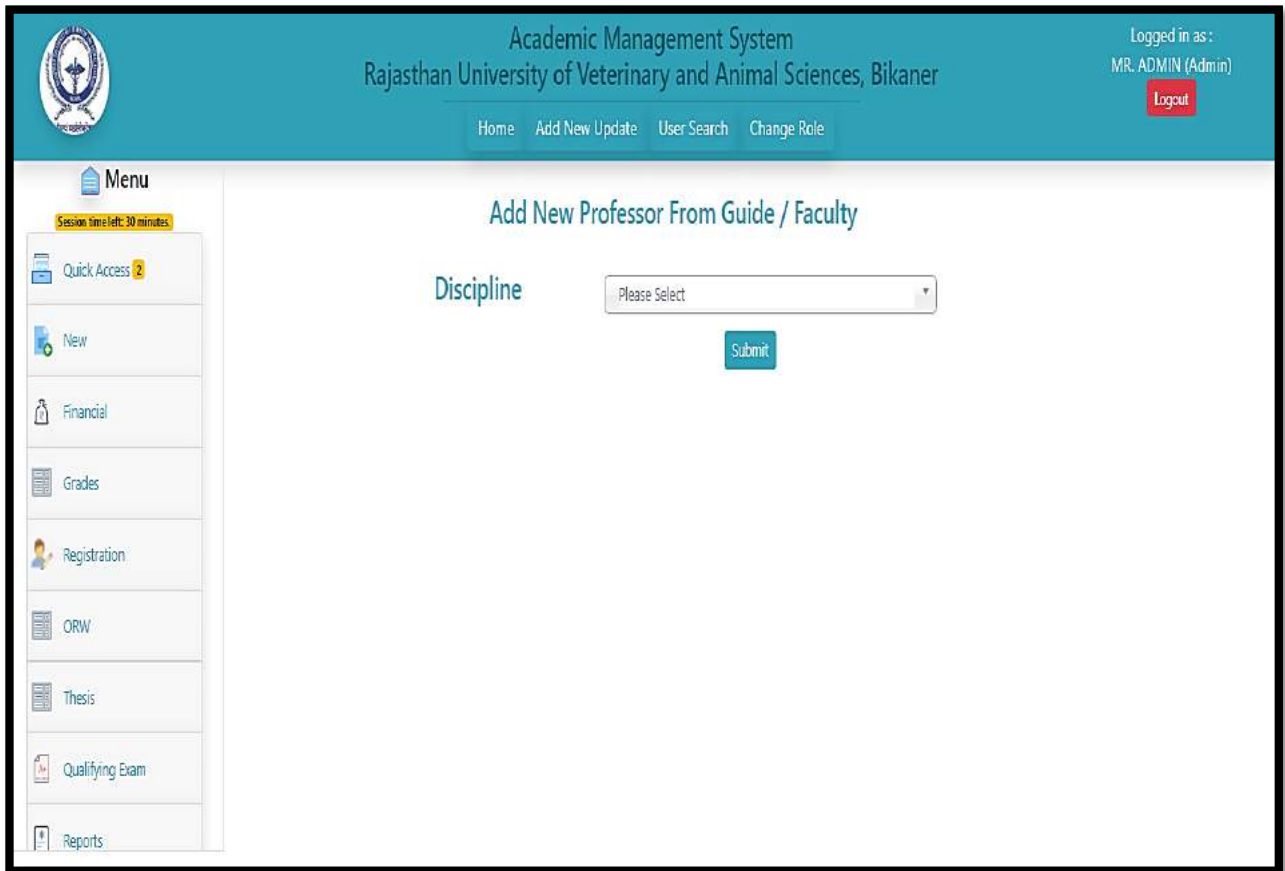 Academic Management System
Rajasthan University of Veterinary and Animal Sciences, Bikaner
Home Add New Update User Search Change Role
Logged in as :
MR. ADMIN (Admin)
Logout
Menu
Session time left: 30 minutes.
Quick Access 2
New
Financial
Grades
Registration
ORW
Thesis
Qualifying Exam
Reports
Add New Professor From Guide / Faculty
Discipline Please Select
Submit